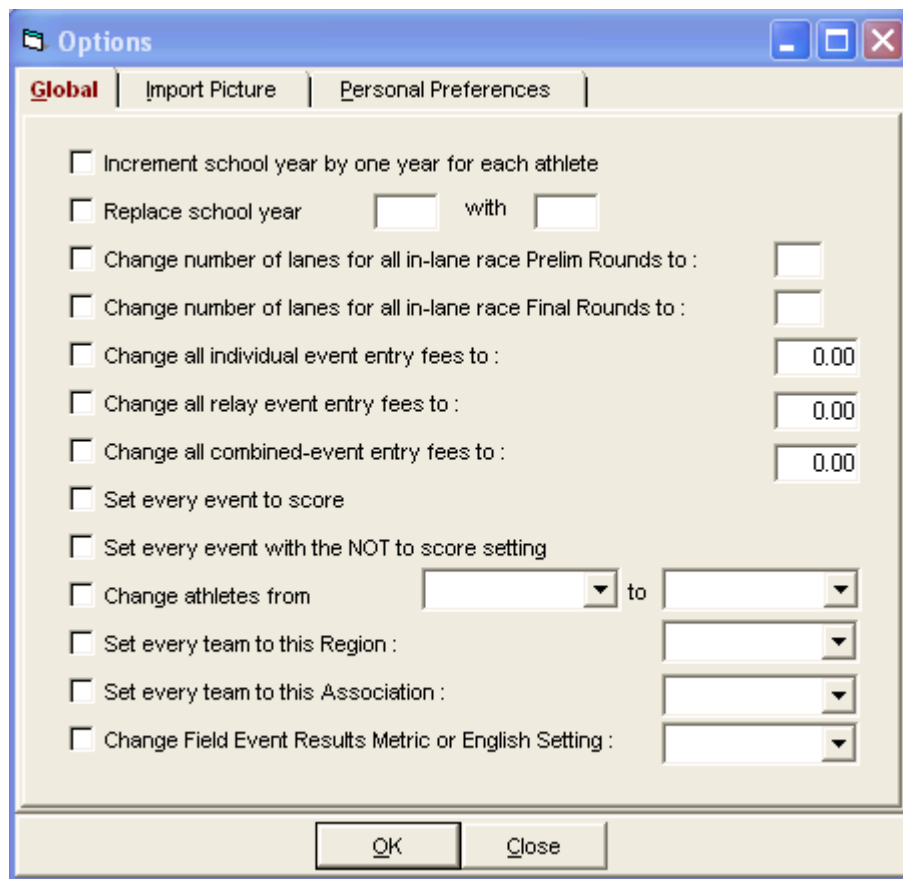 Options
Global Import Picture Personal Preferences
Increment school year by one year for each athlete
Replace school year with
Change number of lanes for all in-lane race Prelim Rounds to :
Change number of lanes for all in-lane race Final Rounds to :
Change all individual event entry fees to : 0.00
Change all relay event entry fees to : 0.00
Change all combined-event entry fees to : 0.00
Set every event to score
Set every event with the NOT to score setting
Change athletes from to
Set every team to this Region :
Set every team to this Association :
Change Field Event Results Metric or English Setting :
OK Close